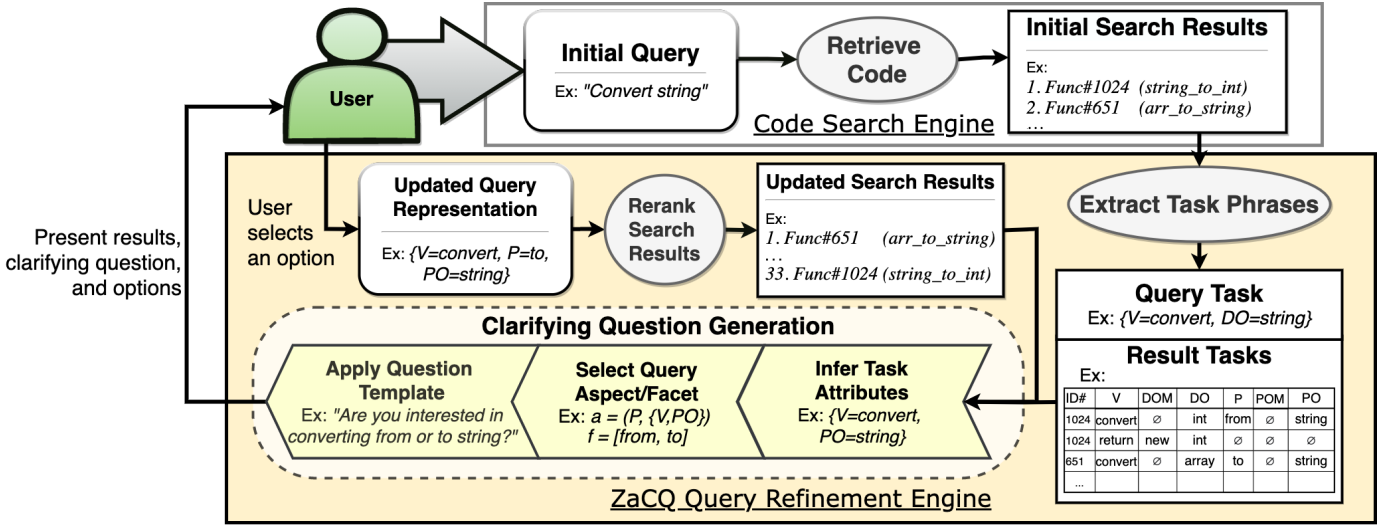 User
Initial Query
Ex: "Convert string"
Retrieve
Code
Initial Search Results
Ex:
1. Func#1024 (string_to_int)
2. Func#651 (arr_to_string)
...
Code Search Engine
User
selects
an option
Updated Query
Representation
Ex: {V=convert, P=to,
PO=string}
Rerank
Search
Results
Updated Search Results
Ex:
1. Func#651 (arr_to_string)
...
33. Func#1024 (string_to_int)
Extract Task Phrases
Present results,
clarifying question,
and options
Query Task
Ex: {V=convert, DO=string}
Result Tasks
Ex:
ID# V DOM DO P POM PO
1024 convert ∅ int from ∅ string
1024 return new int ∅ ∅ ∅
651 convert ∅ array to ∅ string
...
Clarifying Question Generation
Apply Question
Template
Ex: "Are you interested in
converting from or to string?"
Select Query
Aspect/Facet
Ex: a = (P, {V,PO})
f = [from, to]
Infer Task
Attributes
Ex: {V=convert,
PO=string}
ZaCQ Query Refinement Engine